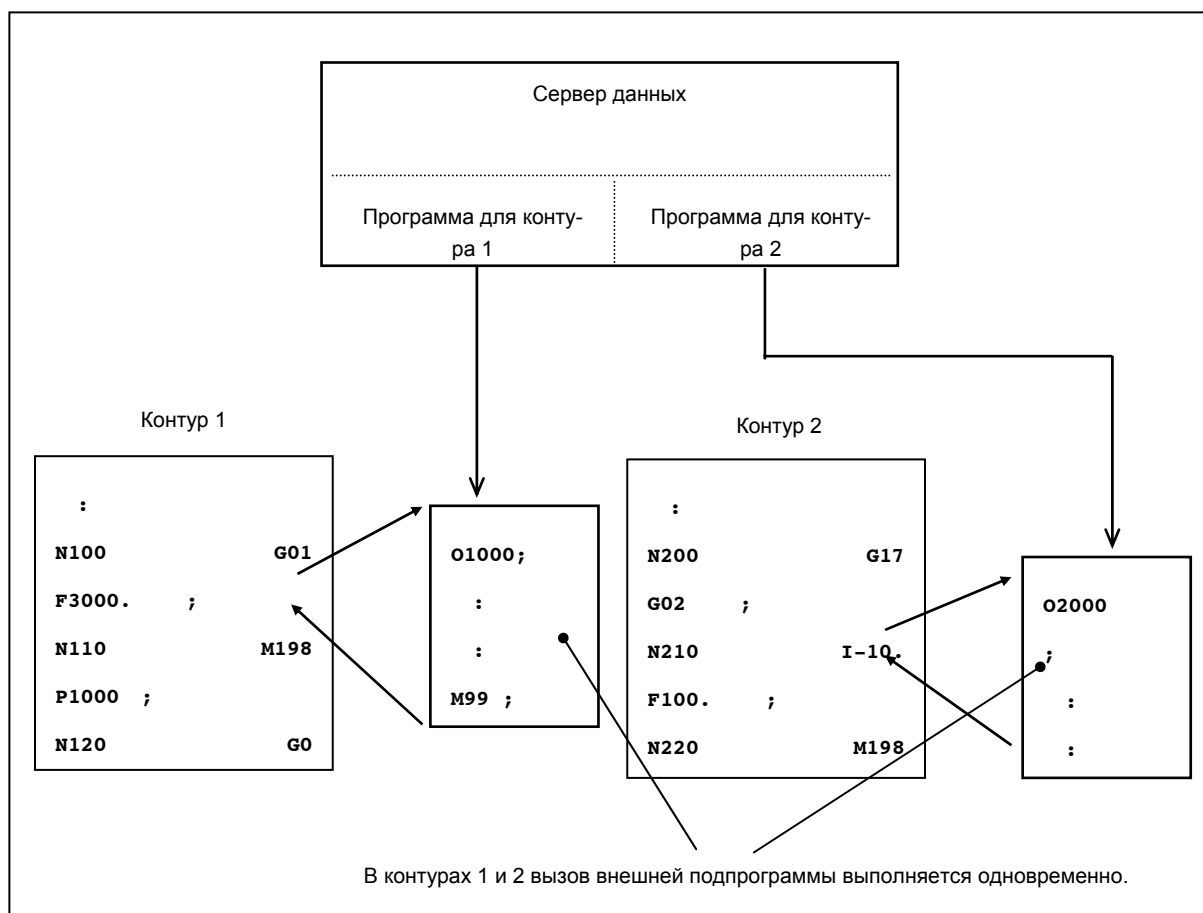 Сервер данных
Программа для конту-
ра 1
Программа для конту-
ра 2
Контур 1
:
N100 G01
F3000. ;
N110 M198
P1000 ;
N120 G0
O1000;
:
:
M99 ;
Контур 2
:
N200 G17
G02 ;
N210 I-10.
F100. ;
N220 M198
O2000
;
:
:
В контурах 1 и 2 вызов внешней подпрограммы выполняется одновременно.